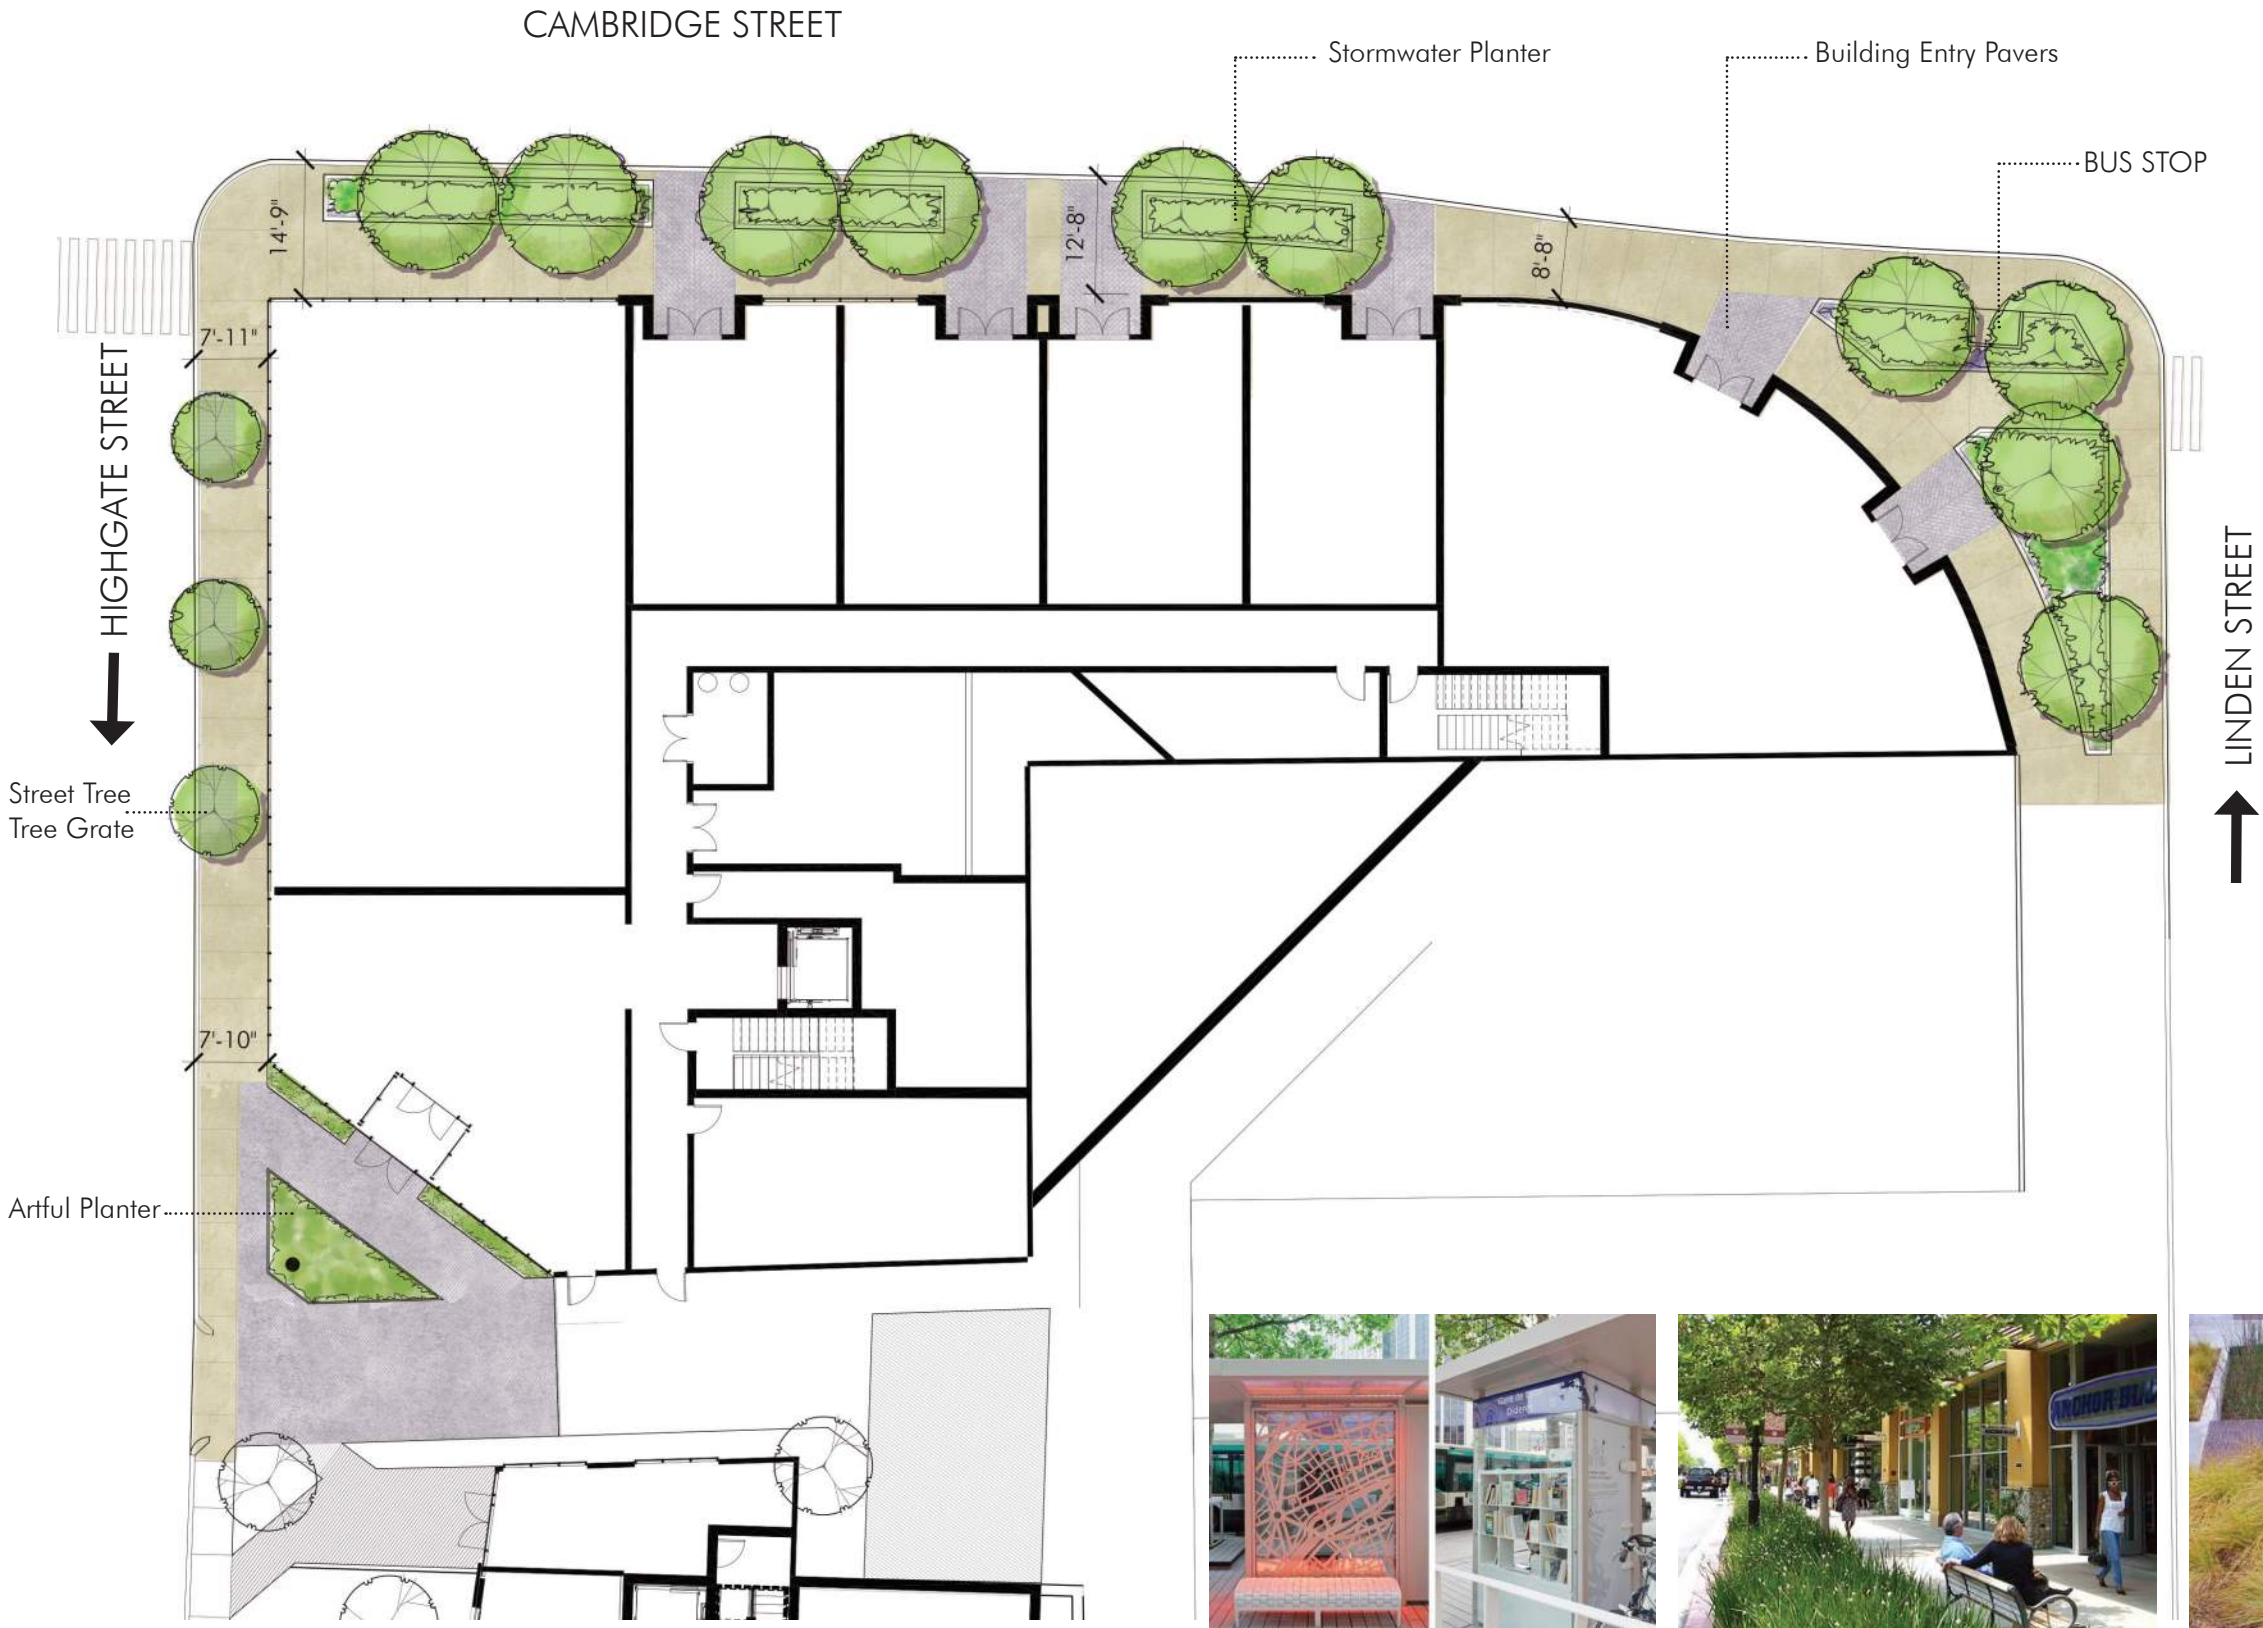 CAMBRIDGE STREET
Stormwater Planter
Building Entry Pavers
BUS STOP
14'-9"
12'-8"
8'-8"
7'-11"
HIGHGATE STREET
LINDEN STREET
Street Tree
Tree Grate
7'-10"
Artful Planter